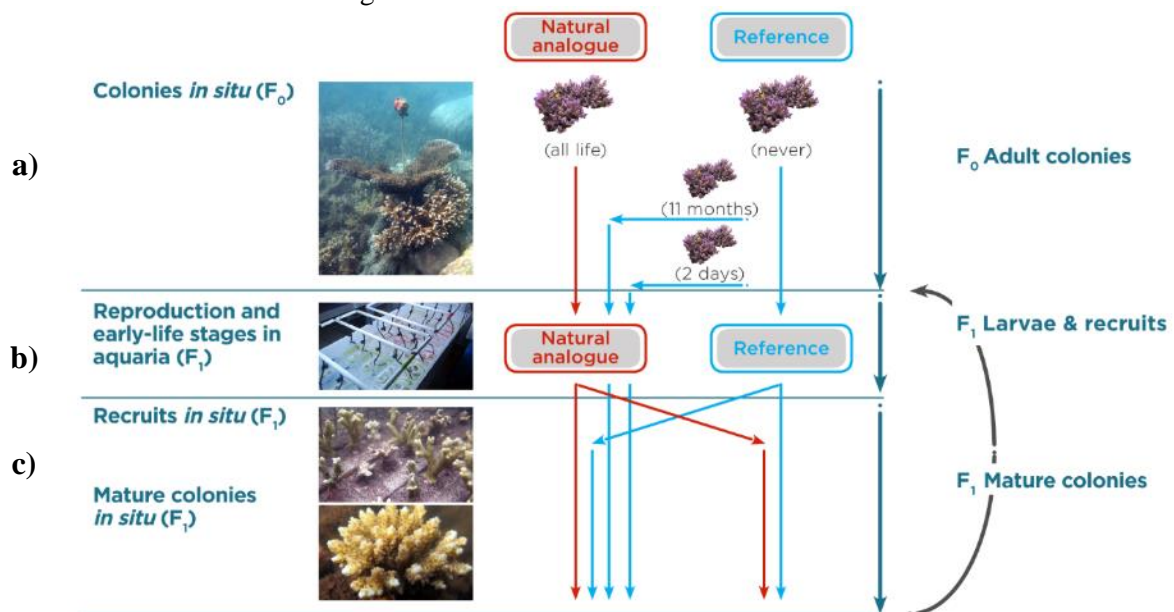 Natural
analogue
Reference
Colonies in situ (F0)
(all life)
(never)
a)
F0 Adult colonies
(11 months)
(2 days)
Reproduction and
early-life stages in
aquaria (F1)
b)
Natural
analogue
Reference
F1 Larvae & recruits
Recruits in situ (F1)
c)
Mature colonies
in situ (F1)
F1 Mature colonies